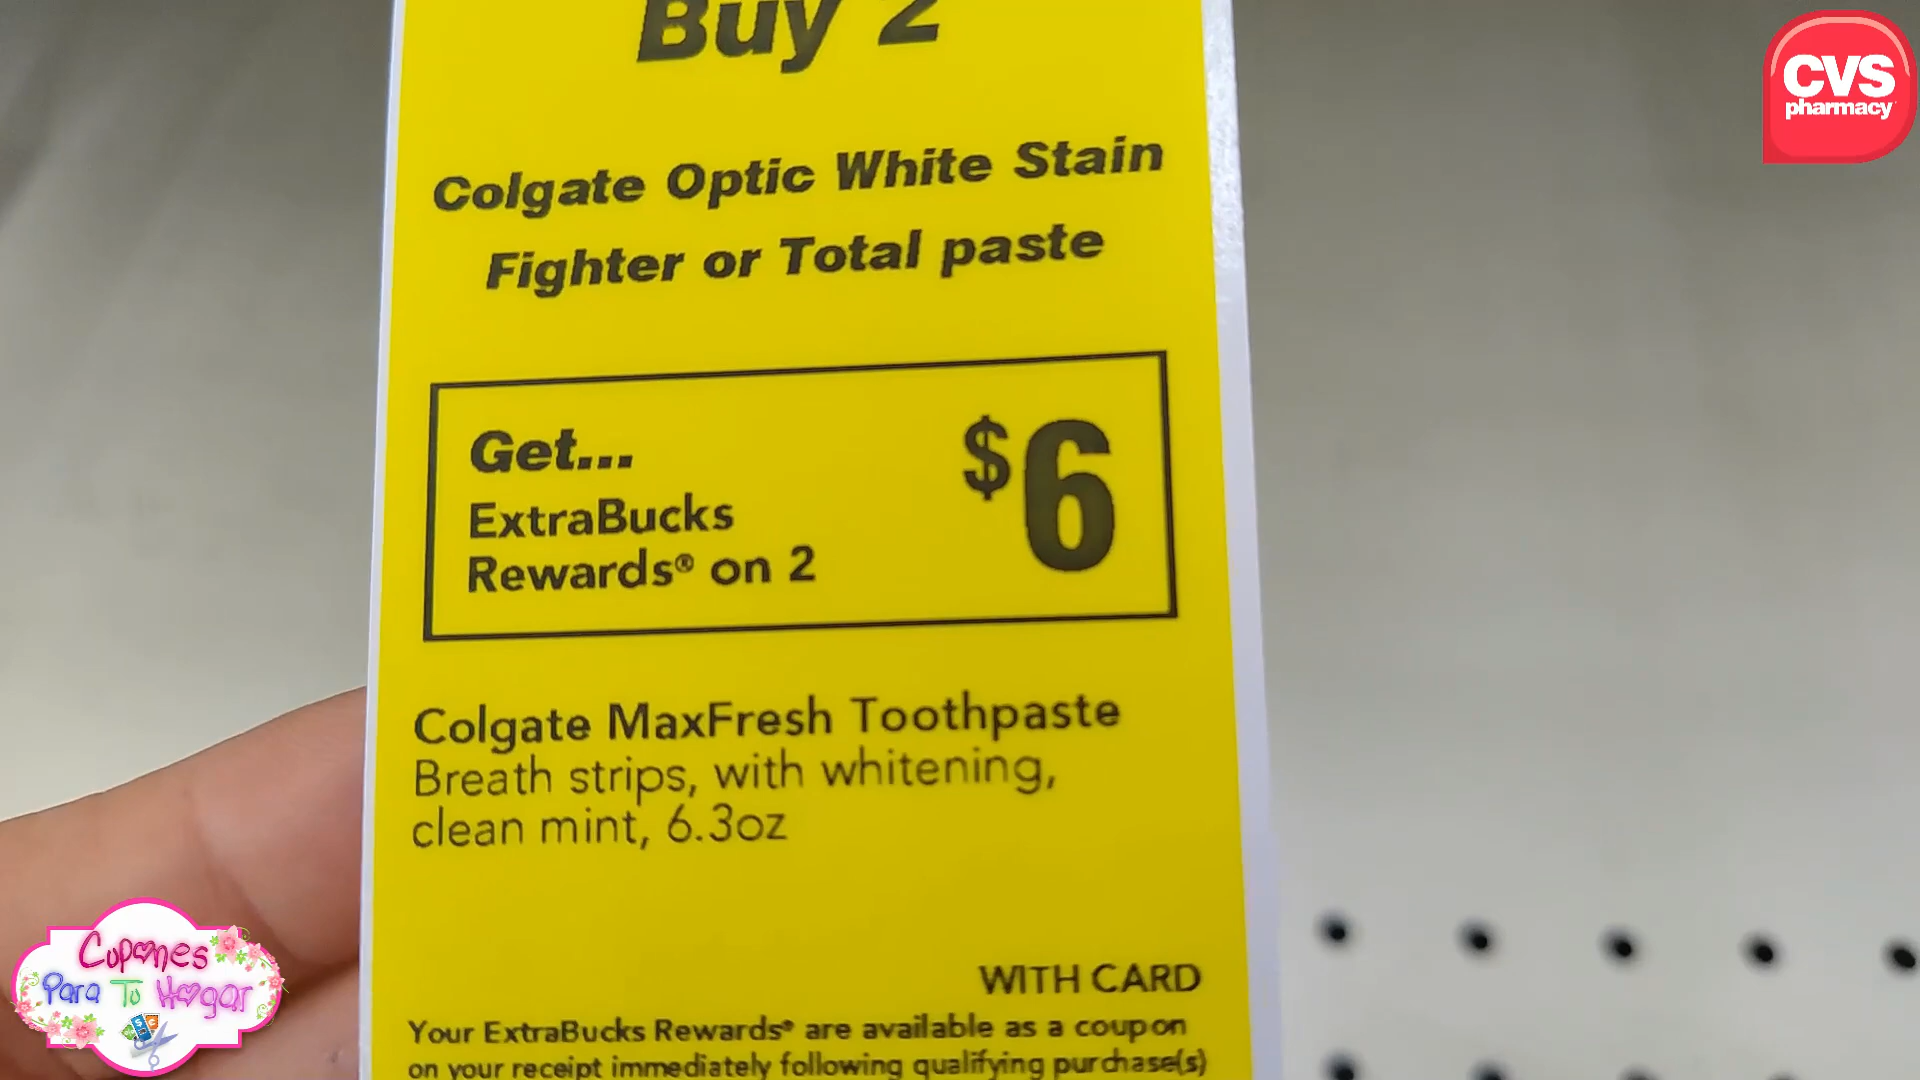 Buy 2
CVS
pharmacy
Colgate Optic White Stain
Fighter or Total paste
Get...
$6
ExtraBucks
Rewards® on 2
Colgate MaxFresh Toothpaste
Breath strips, with whitening,
clean mint, 6.3oz
WITH CARD
Cupones
Para Tu Hogar
Your ExtraBucks Rewards® are available as a coupon
on your receipt immediately following qualifying purchase(s)